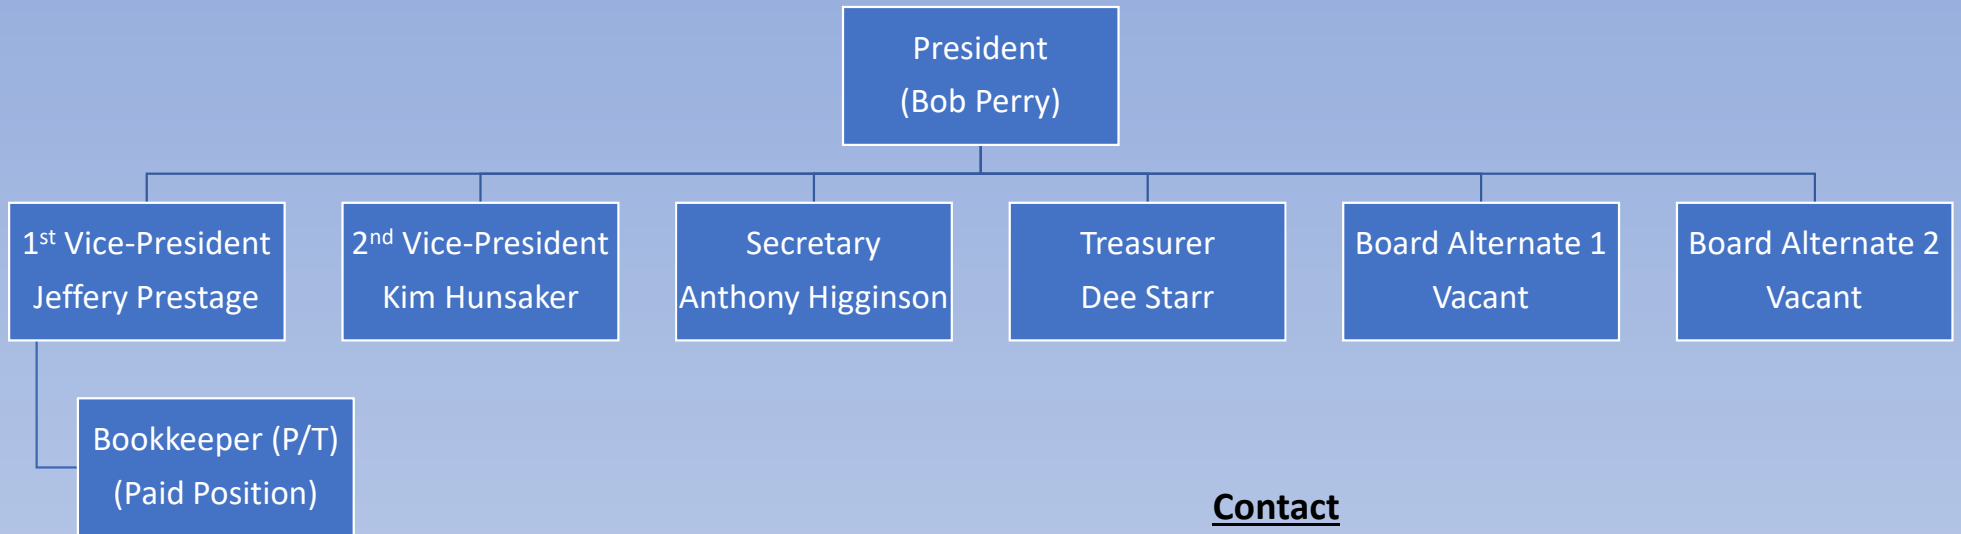 President
(Bob Perry)
1st Vice-President
Jeffery Prestage
2nd Vice-President
Kim Hunsaker
Secretary
Anthony Higginson
Treasurer
Dee Starr
Board Alternate 1
Vacant
Board Alternate 2
Vacant
Bookkeeper (P/T)
(Paid Position)
Contact